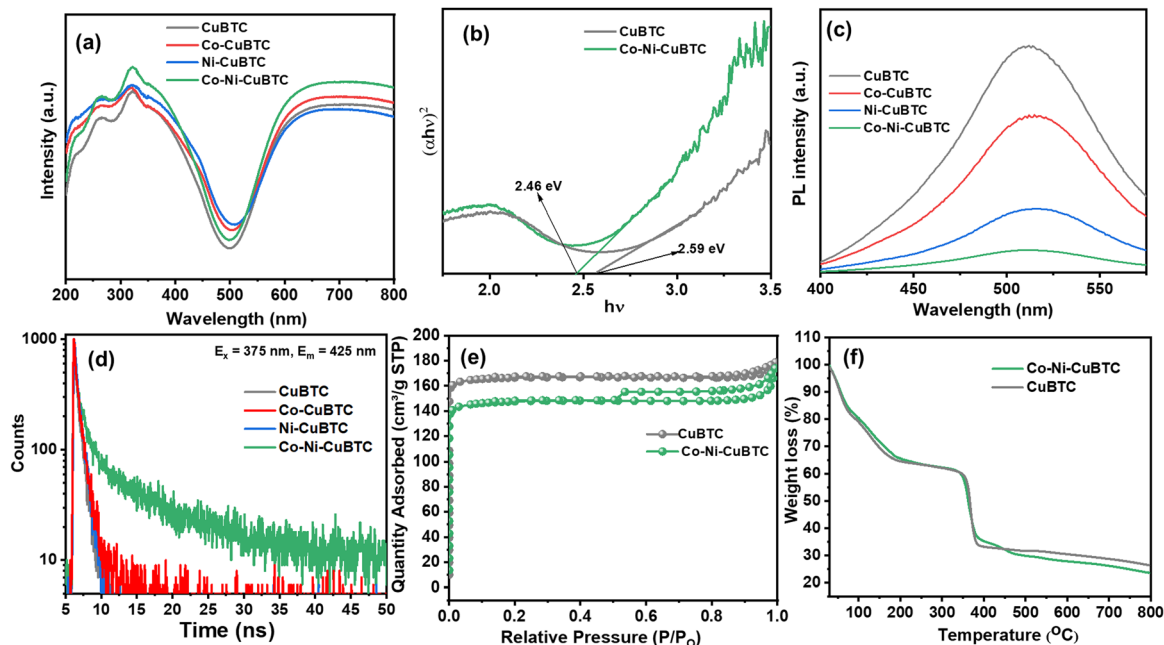 (a)
CuBTC
Co-CuBTC
Ni-CuBTC
Co-Ni-CuBTC
Intensity (a.u.)
200 300 400 500 600 700 800
Wavelength (nm)
(b)
CuBTC
Co-Ni-CuBTC
(αhν)²
2.46 eV
2.59 eV
2.0 2.5 3.0 3.5
hν
(c)
CuBTC
Co-CuBTC
Ni-CuBTC
Co-Ni-CuBTC
PL intensity (a.u.)
400 450 500 550
Wavelength (nm)
(d)
Eₓ = 375 nm, Eₘ = 425 nm
CuBTC
Co-CuBTC
Ni-CuBTC
Co-Ni-CuBTC
Counts
1000
100
10
5 10 15 20 25 30 35 40 45 50
Time (ns)
(e)
CuBTC
Co-Ni-CuBTC
Quantity Adsorbed (cm³/g STP)
200
180
160
140
120
100
80
60
40
20
0
0.0 0.2 0.4 0.6 0.8 1.0
Relative Pressure (P/P_O)
(f)
Co-Ni-CuBTC
CuBTC
Weight loss (%)
110
100
90
80
70
60
50
40
30
20
100 200 300 400 500 600 700 800
Temperature (⁰C)